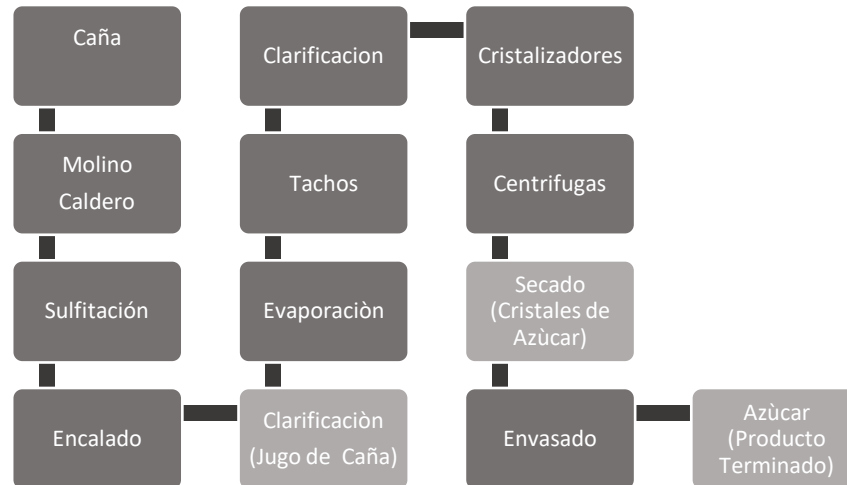 Caña
Molino
Caldero
Sulfitación
Encalado
Clarificaciòn
(Jugo de Caña)
Evaporaciòn
Tachos
Clarificacion
Cristalizadores
Centrifugas
Secado
(Cristales de
Azùcar)
Envasado
Azùcar
(Producto
Terminado)